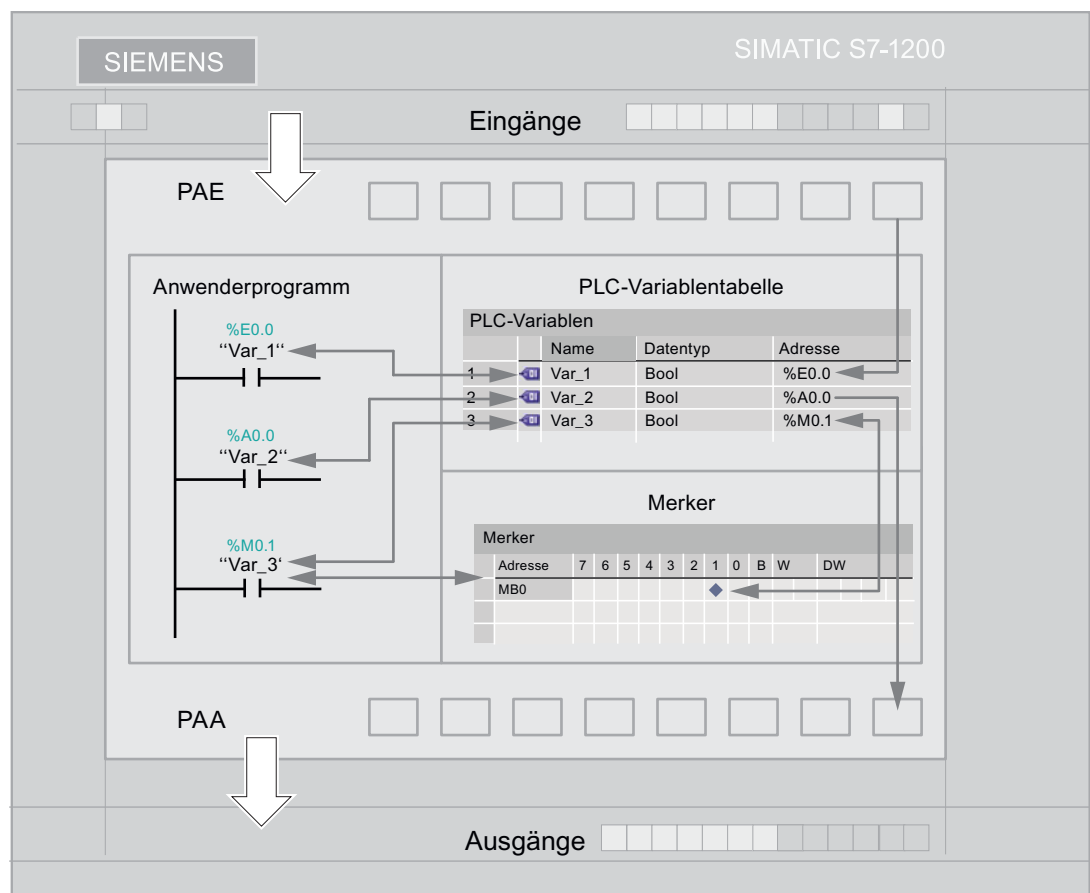 SIEMENS
SIMATIC S7-1200
Eingänge
PAE
Anwenderprogramm
%E0.0
“Var_1“
%A0.0
“Var_2“
%M0.1
“Var_3‘
PLC-Variablentabelle
PLC-Variablen
Name Datentyp Adresse
1 Var_1 Bool %E0.0
2 Var_2 Bool %A0.0
3 Var_3 Bool %M0.1
Merker
Merker
Adresse 7 6 5 4 3 2 1 0 B W DW
MB0
PAA
Ausgänge